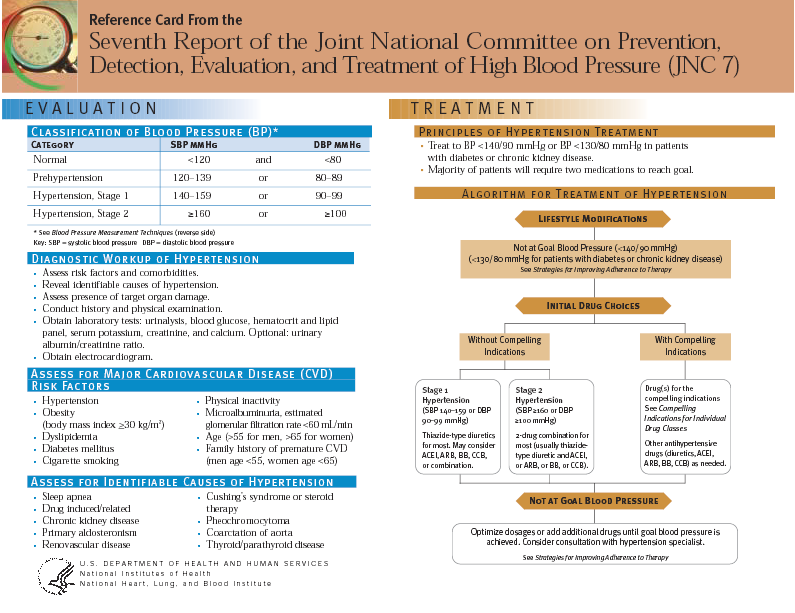 Reference Card From the
Seventh Report of the Joint National Committee on Prevention,
Detection, Evaluation, and Treatment of High Blood Pressure (JNC 7)
EVALUATION
CLASSIFICATION OF BLOOD PRESSURE (BP)*
CATEGORY SBP MMHG DBP MMHG
Normal <120 and <80
Prehypertension 120–139 or 80–89
Hypertension, Stage 1 140–159 or 90–99
Hypertension, Stage 2 ≥160 or ≥100
* See Blood Pressure Measurement Techniques (reverse side)
Key: SBP = systolic blood pressure DBP = diastolic blood pressure
DIAGNOSTIC WORKUP OF HYPERTENSION
• Assess risk factors and comorbidities.
• Reveal identifiable causes of hypertension.
• Assess presence of target organ damage.
• Conduct history and physical examination.
• Obtain laboratory tests: urinalysis, blood glucose, hematocrit and lipid
panel, serum potassium, creatinine, and calcium. Optional: urinary
albumin/creatinine ratio.
• Obtain electrocardiogram.
ASSESS FOR MAJOR CARDIOVASCULAR DISEASE (CVD)
RISK FACTORS
• Hypertension
• Obesity
(body mass index ≥30 kg/m²)
• Dyslipidemia
• Diabetes mellitus
• Cigarette smoking
• Physical inactivity
• Microalbuminuria, estimated
glomerular filtration rate <60 mL/min
• Age (>55 for men, >65 for women)
• Family history of premature CVD
(men age <55, women age <65)
ASSESS FOR IDENTIFIABLE CAUSES OF HYPERTENSION
• Sleep apnea
• Drug induced/related
• Chronic kidney disease
• Primary aldosteronism
• Renovascular disease
• Cushing's syndrome or steroid
therapy
• Pheochromocytoma
• Coarctation of aorta
• Thyroid/parathyroid disease
U.S. DEPARTMENT OF HEALTH AND HUMAN SERVICES
National Institutes of Health
National Heart, Lung, and Blood Institute
TREATMENT
PRINCIPLES OF HYPERTENSION TREATMENT
• Treat to BP <140/90 mmHg or BP <130/80 mmHg in patients
with diabetes or chronic kidney disease.
• Majority of patients will require two medications to reach goal.
ALGORITHM FOR TREATMENT OF HYPERTENSION
LIFESTYLE MODIFICATIONS
Not at Goal Blood Pressure (<140/90 mmHg)
(<130/80 mmHg for patients with diabetes or chronic kidney disease)
See Strategies for Improving Adherence to Therapy
INITIAL DRUG CHOICES
Without Compelling
Indications
With Compelling
Indications
Stage 1
Hypertension
(SBP 140–159 or DBP
90–99 mmHg)
Thiazide-type diuretics
for most. May consider
ACEI, ARB, BB, CCB,
or combination.
Stage 2
Hypertension
(SBP ≥160 or DBP
≥100 mmHg)
2-drug combination for
most (usually thiazide-
type diuretic and ACEI,
or ARB, or BB, or CCB).
Drug(s) for the
compelling indications
See Compelling
Indications for Individual
Drug Classes
Other antihypertensive
drugs (diuretics, ACEI,
ARB, BB, CCB) as needed.
NOT AT GOAL BLOOD PRESSURE
Optimize dosages or add additional drugs until goal blood pressure is
achieved. Consider consultation with hypertension specialist.
See Strategies for Improving Adherence to Therapy